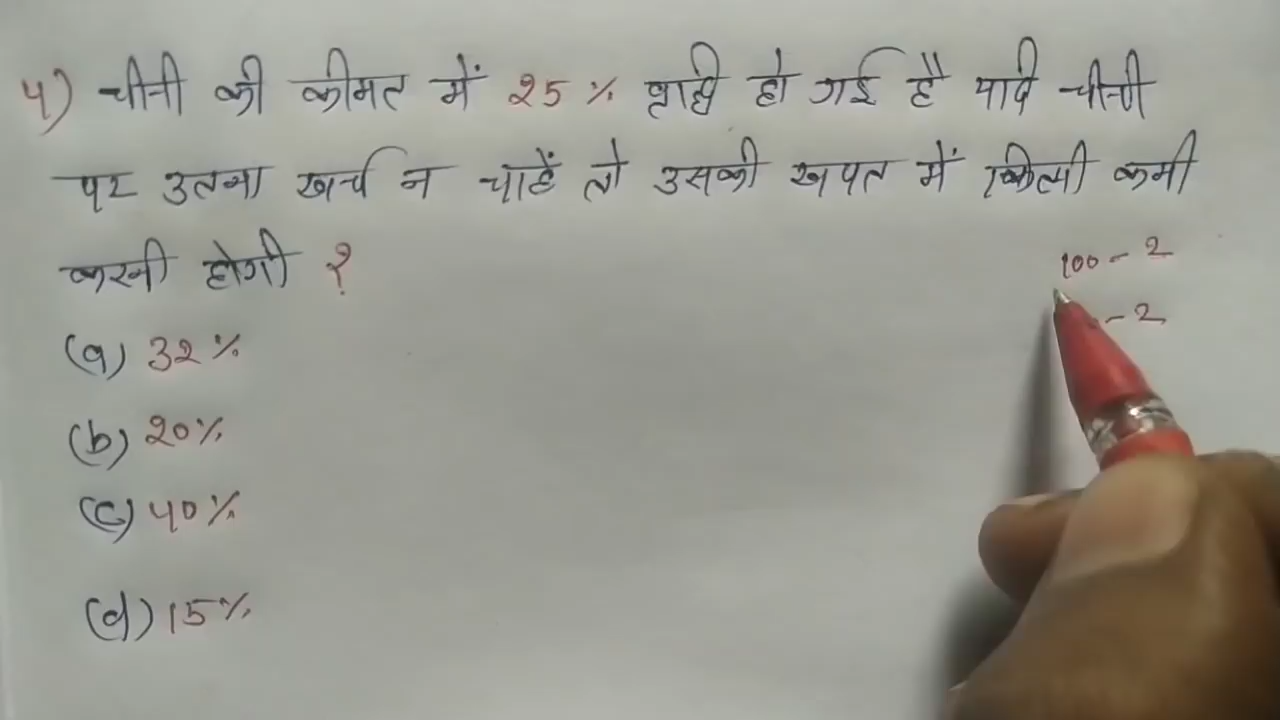 4) चीनी की कीमत में 25 % वृद्धि हो गई है यदि चीनी
पर उतना खर्च न चाहें तो उसकी खपत में कितनी कमी
करनी होगी ?
100 - 2
- 2
(a) 32 %
(b) 20 %
(c) 40 %
(d) 15 %